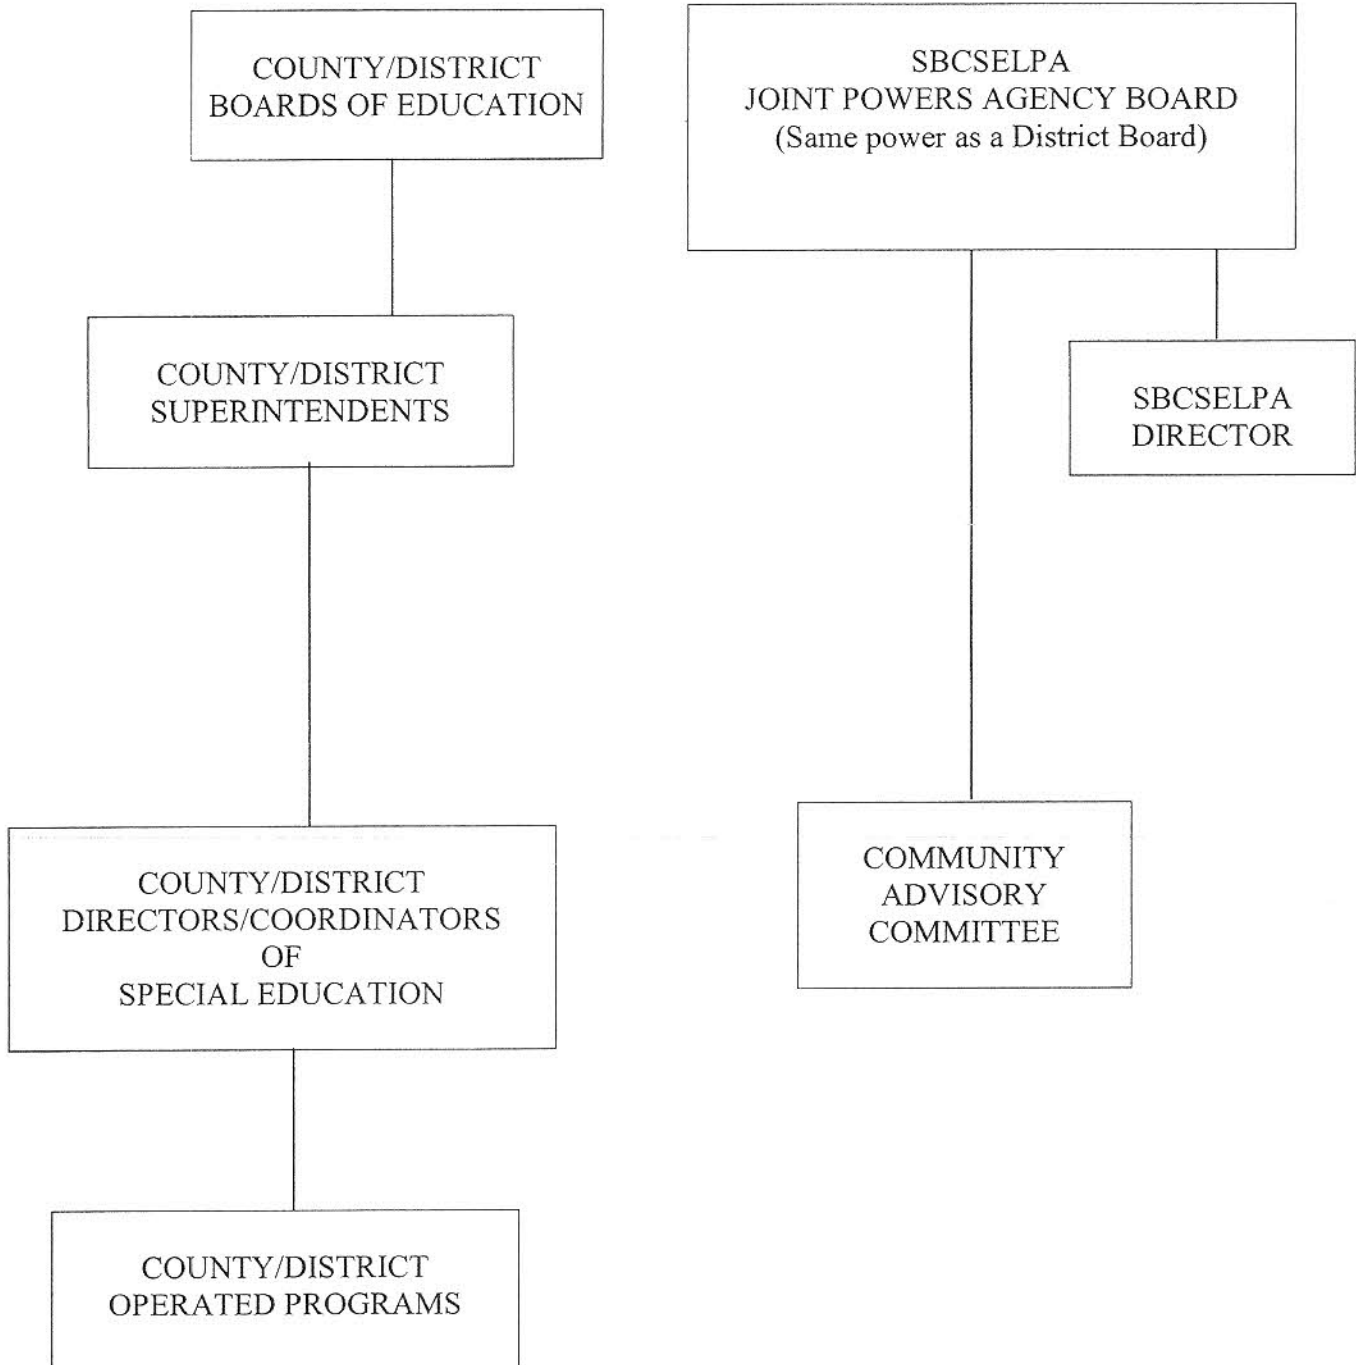 COUNTY/DISTRICT
BOARDS OF EDUCATION
SBCSELPA
JOINT POWERS AGENCY BOARD
(Same power as a District Board)
COUNTY/DISTRICT
SUPERINTENDENTS
SBCSELPA
DIRECTOR
COUNTY/DISTRICT
DIRECTORS/COORDINATORS
OF
SPECIAL EDUCATION
COMMUNITY
ADVISORY
COMMITTEE
COUNTY/DISTRICT
OPERATED PROGRAMS